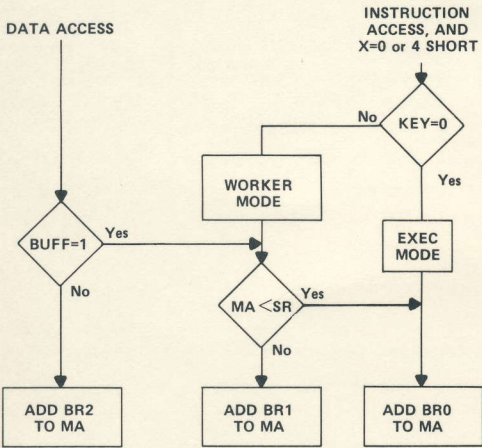 DATA ACCESS
INSTRUCTION
ACCESS, AND
X=0 or 4 SHORT
No
KEY=0
Yes
WORKER
MODE
EXEC
MODE
BUFF=1
Yes
No
MA <SR
Yes
No
ADD BR2
TO MA
ADD BR1
TO MA
ADD BR0
TO MA